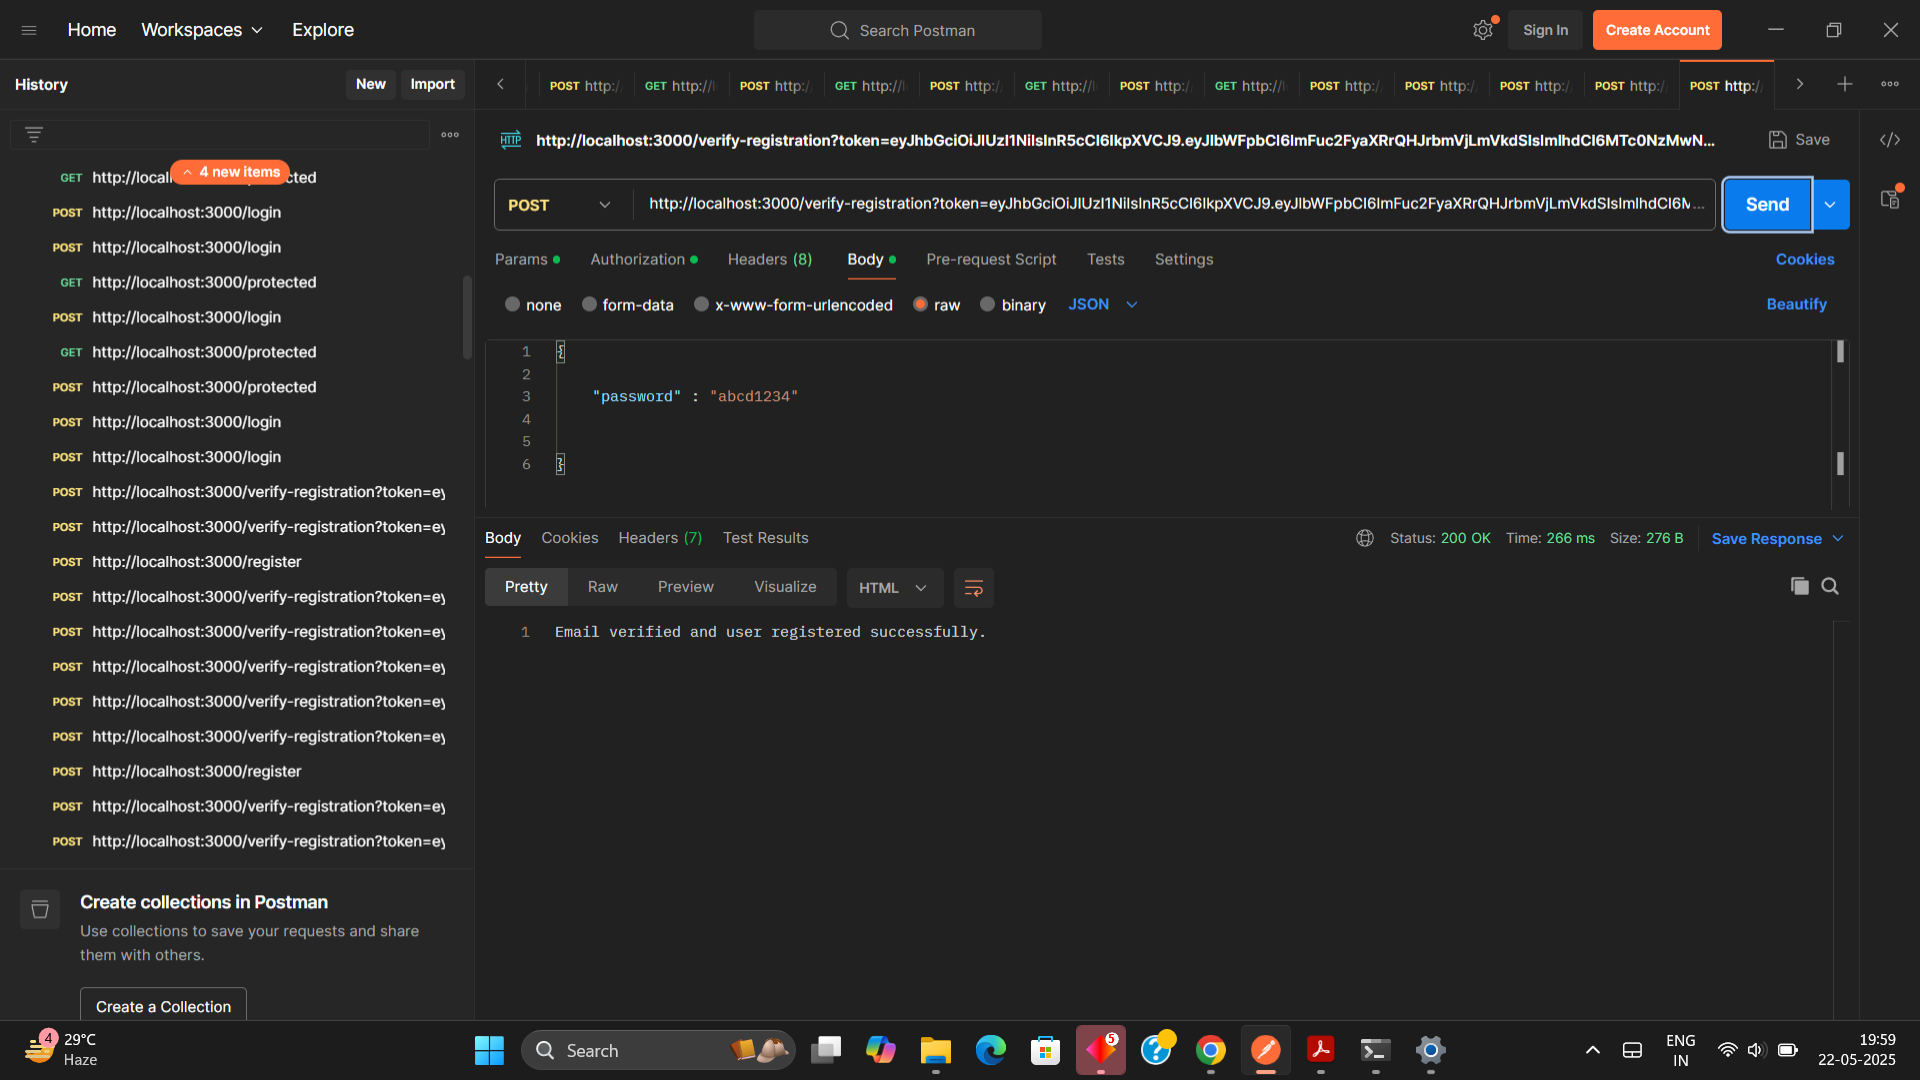 Home
Workspaces
Explore
Search Postman
Sign In
Create Account
History
New
Import
POST http:/
GET http://l
POST http:/
GET http://l
POST http:/
GET http://l
POST http:/
GET http://l
POST http:/
POST http:/
POST http:/
POST http:/
POST http:/
HTTP
http://localhost:3000/verify-registration?token=eyJhbGciOiJIUzI1NiIsInR5cCI6IkpXVCJ9.eyJlbWFpbCI6ImFuc2FyaXRrQHJrbmVjLmVkdSIsImlhdCI6MTc0NzMwN...
Save
POST
http://localhost:3000/verify-registration?token=eyJhbGciOiJIUzI1NiIsInR5cCI6IkpXVCJ9.eyJlbWFpbCI6ImFuc2FyaXRrQHJrbmVjLmVkdSIsImlhdCI6M...
Send
Params
Authorization
Headers (8)
Body
Pre-request Script
Tests
Settings
Cookies
none
form-data
x-www-form-urlencoded
raw
binary
JSON
Beautify
1 {
2
3 "password" : "abcd1234"
4
5
6 }
4 new items
GET http://locall cted
POST http://localhost:3000/login
POST http://localhost:3000/login
GET http://localhost:3000/protected
POST http://localhost:3000/login
GET http://localhost:3000/protected
POST http://localhost:3000/protected
POST http://localhost:3000/login
POST http://localhost:3000/login
POST http://localhost:3000/verify-registration?token=ey
POST http://localhost:3000/verify-registration?token=ey
POST http://localhost:3000/register
POST http://localhost:3000/verify-registration?token=ey
POST http://localhost:3000/verify-registration?token=ey
POST http://localhost:3000/verify-registration?token=ey
POST http://localhost:3000/verify-registration?token=ey
POST http://localhost:3000/verify-registration?token=ey
POST http://localhost:3000/register
POST http://localhost:3000/verify-registration?token=ey
POST http://localhost:3000/verify-registration?token=ey
Create collections in Postman
Use collections to save your requests and share
them with others.
Create a Collection
Body
Cookies
Headers (7)
Test Results
Status: 200 OK
Time: 266 ms
Size: 276 B
Save Response
Pretty
Raw
Preview
Visualize
HTML
1 Email verified and user registered successfully.
4
29°C
Haze
Search
5
ENG
IN
19:59
22-05-2025